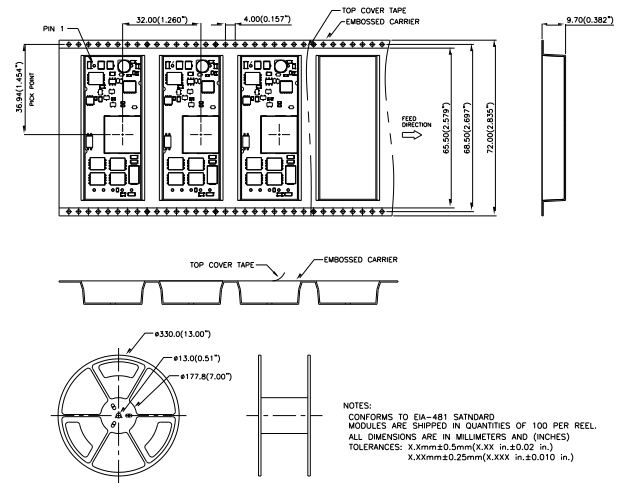 TOP COVER TAPE
EMBOSSED CARRIER
PIN 1
32.00(1.260")
4.00(0.157")
9.70(0.382")
36.94(1.454")
PICK POINT
FEED
DIRECTION
65.50(2.579")
68.50(2.697")
72.00(2.835")
TOP COVER TAPE
EMBOSSED CARRIER
ø330.0(13.00")
ø13.0(0.51")
ø177.8(7.00")
NOTES:
CONFORMS TO EIA-481 SATNDARD
MODULES ARE SHIPPED IN QUANTITIES OF 100 PER REEL.
ALL DIMENSIONS ARE IN MILLIMETERS AND (INCHES)
TOLERANCES: X.Xmm±0.5mm(X.XX in.±0.02 in.)
X.XXmm±0.25mm(X.XXX in.±0.010 in.)